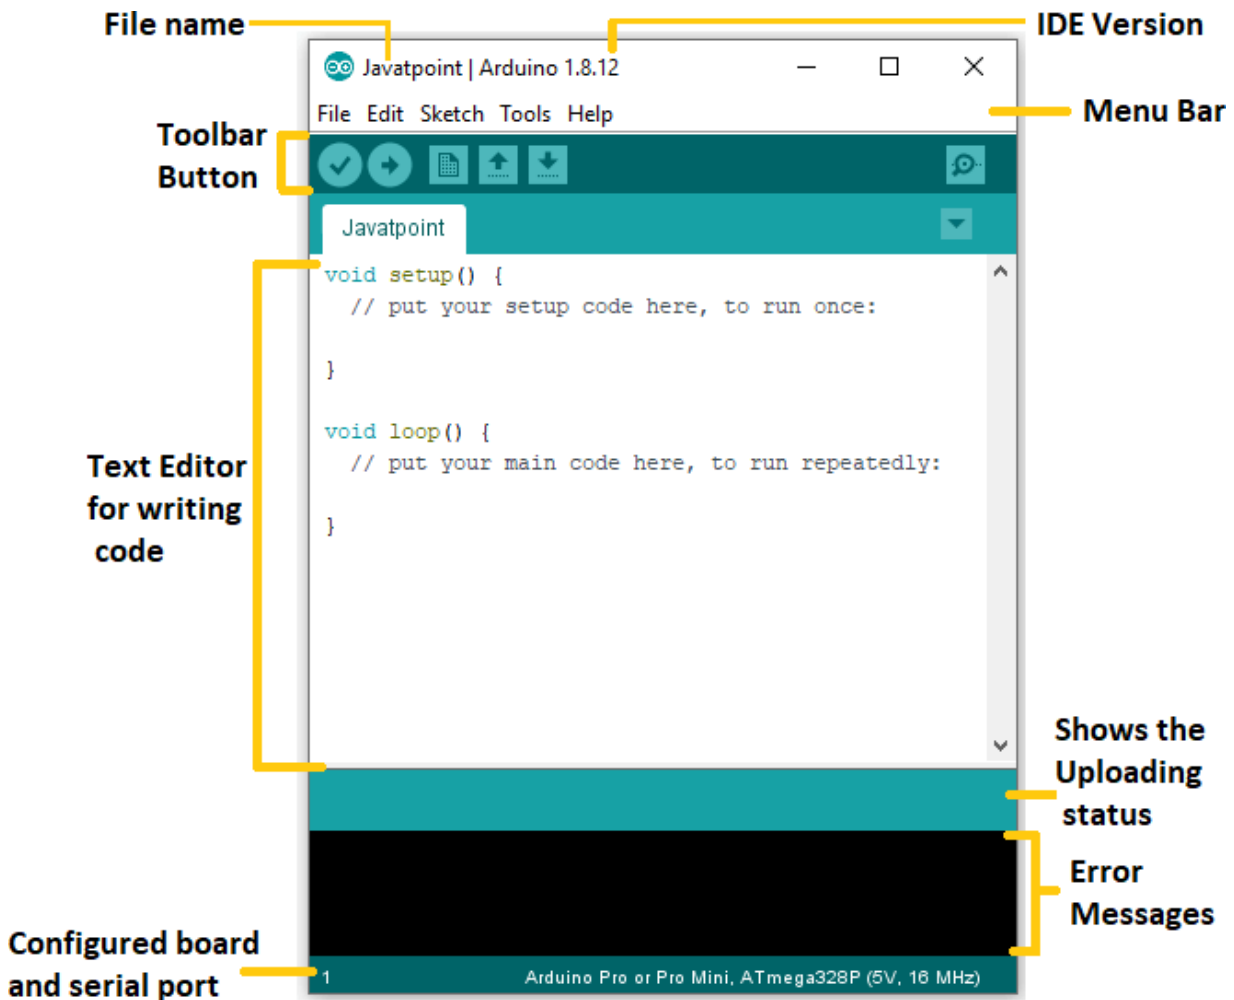 File name
IDE Version
Javatpoint | Arduino 1.8.12
File Edit Sketch Tools Help
Menu Bar
Toolbar
Button
Javatpoint
void setup() {
  // put your setup code here, to run once:
}
void loop() {
  // put your main code here, to run repeatedly:
}
Text Editor
for writing
code
Shows the
Uploading
status
Error
Messages
Configured board
and serial port
1
Arduino Pro or Pro Mini, ATmega328P (5V, 16 MHz)